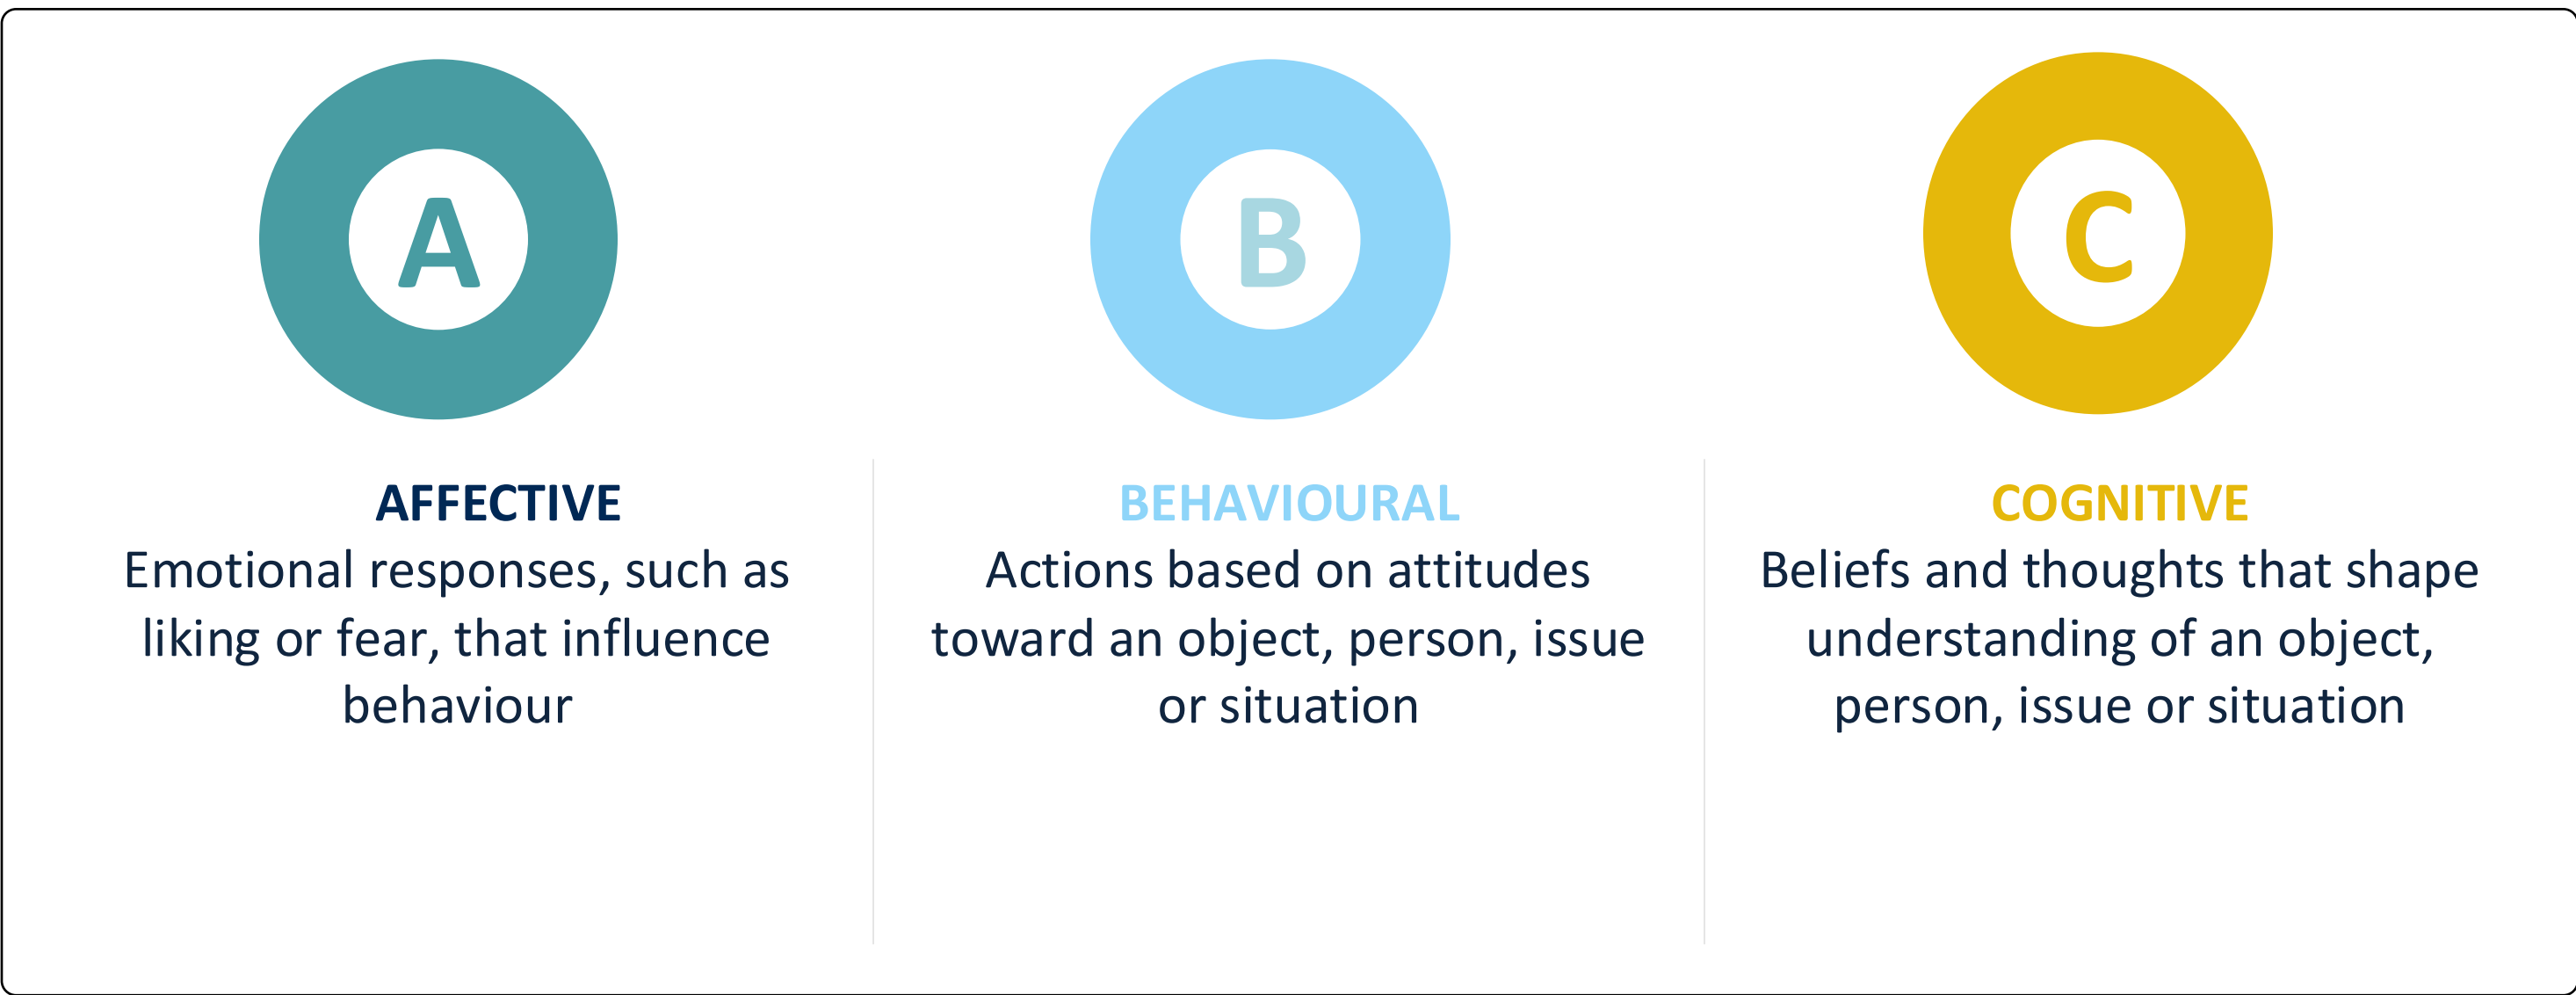 A
AFFECTIVE
Emotional responses, such as
liking or fear, that influence
behaviour
B
BEHAVIOURAL
Actions based on attitudes
toward an object, person, issue
or situation
C
COGNITIVE
Beliefs and thoughts that shape
understanding of an object,
person, issue or situation